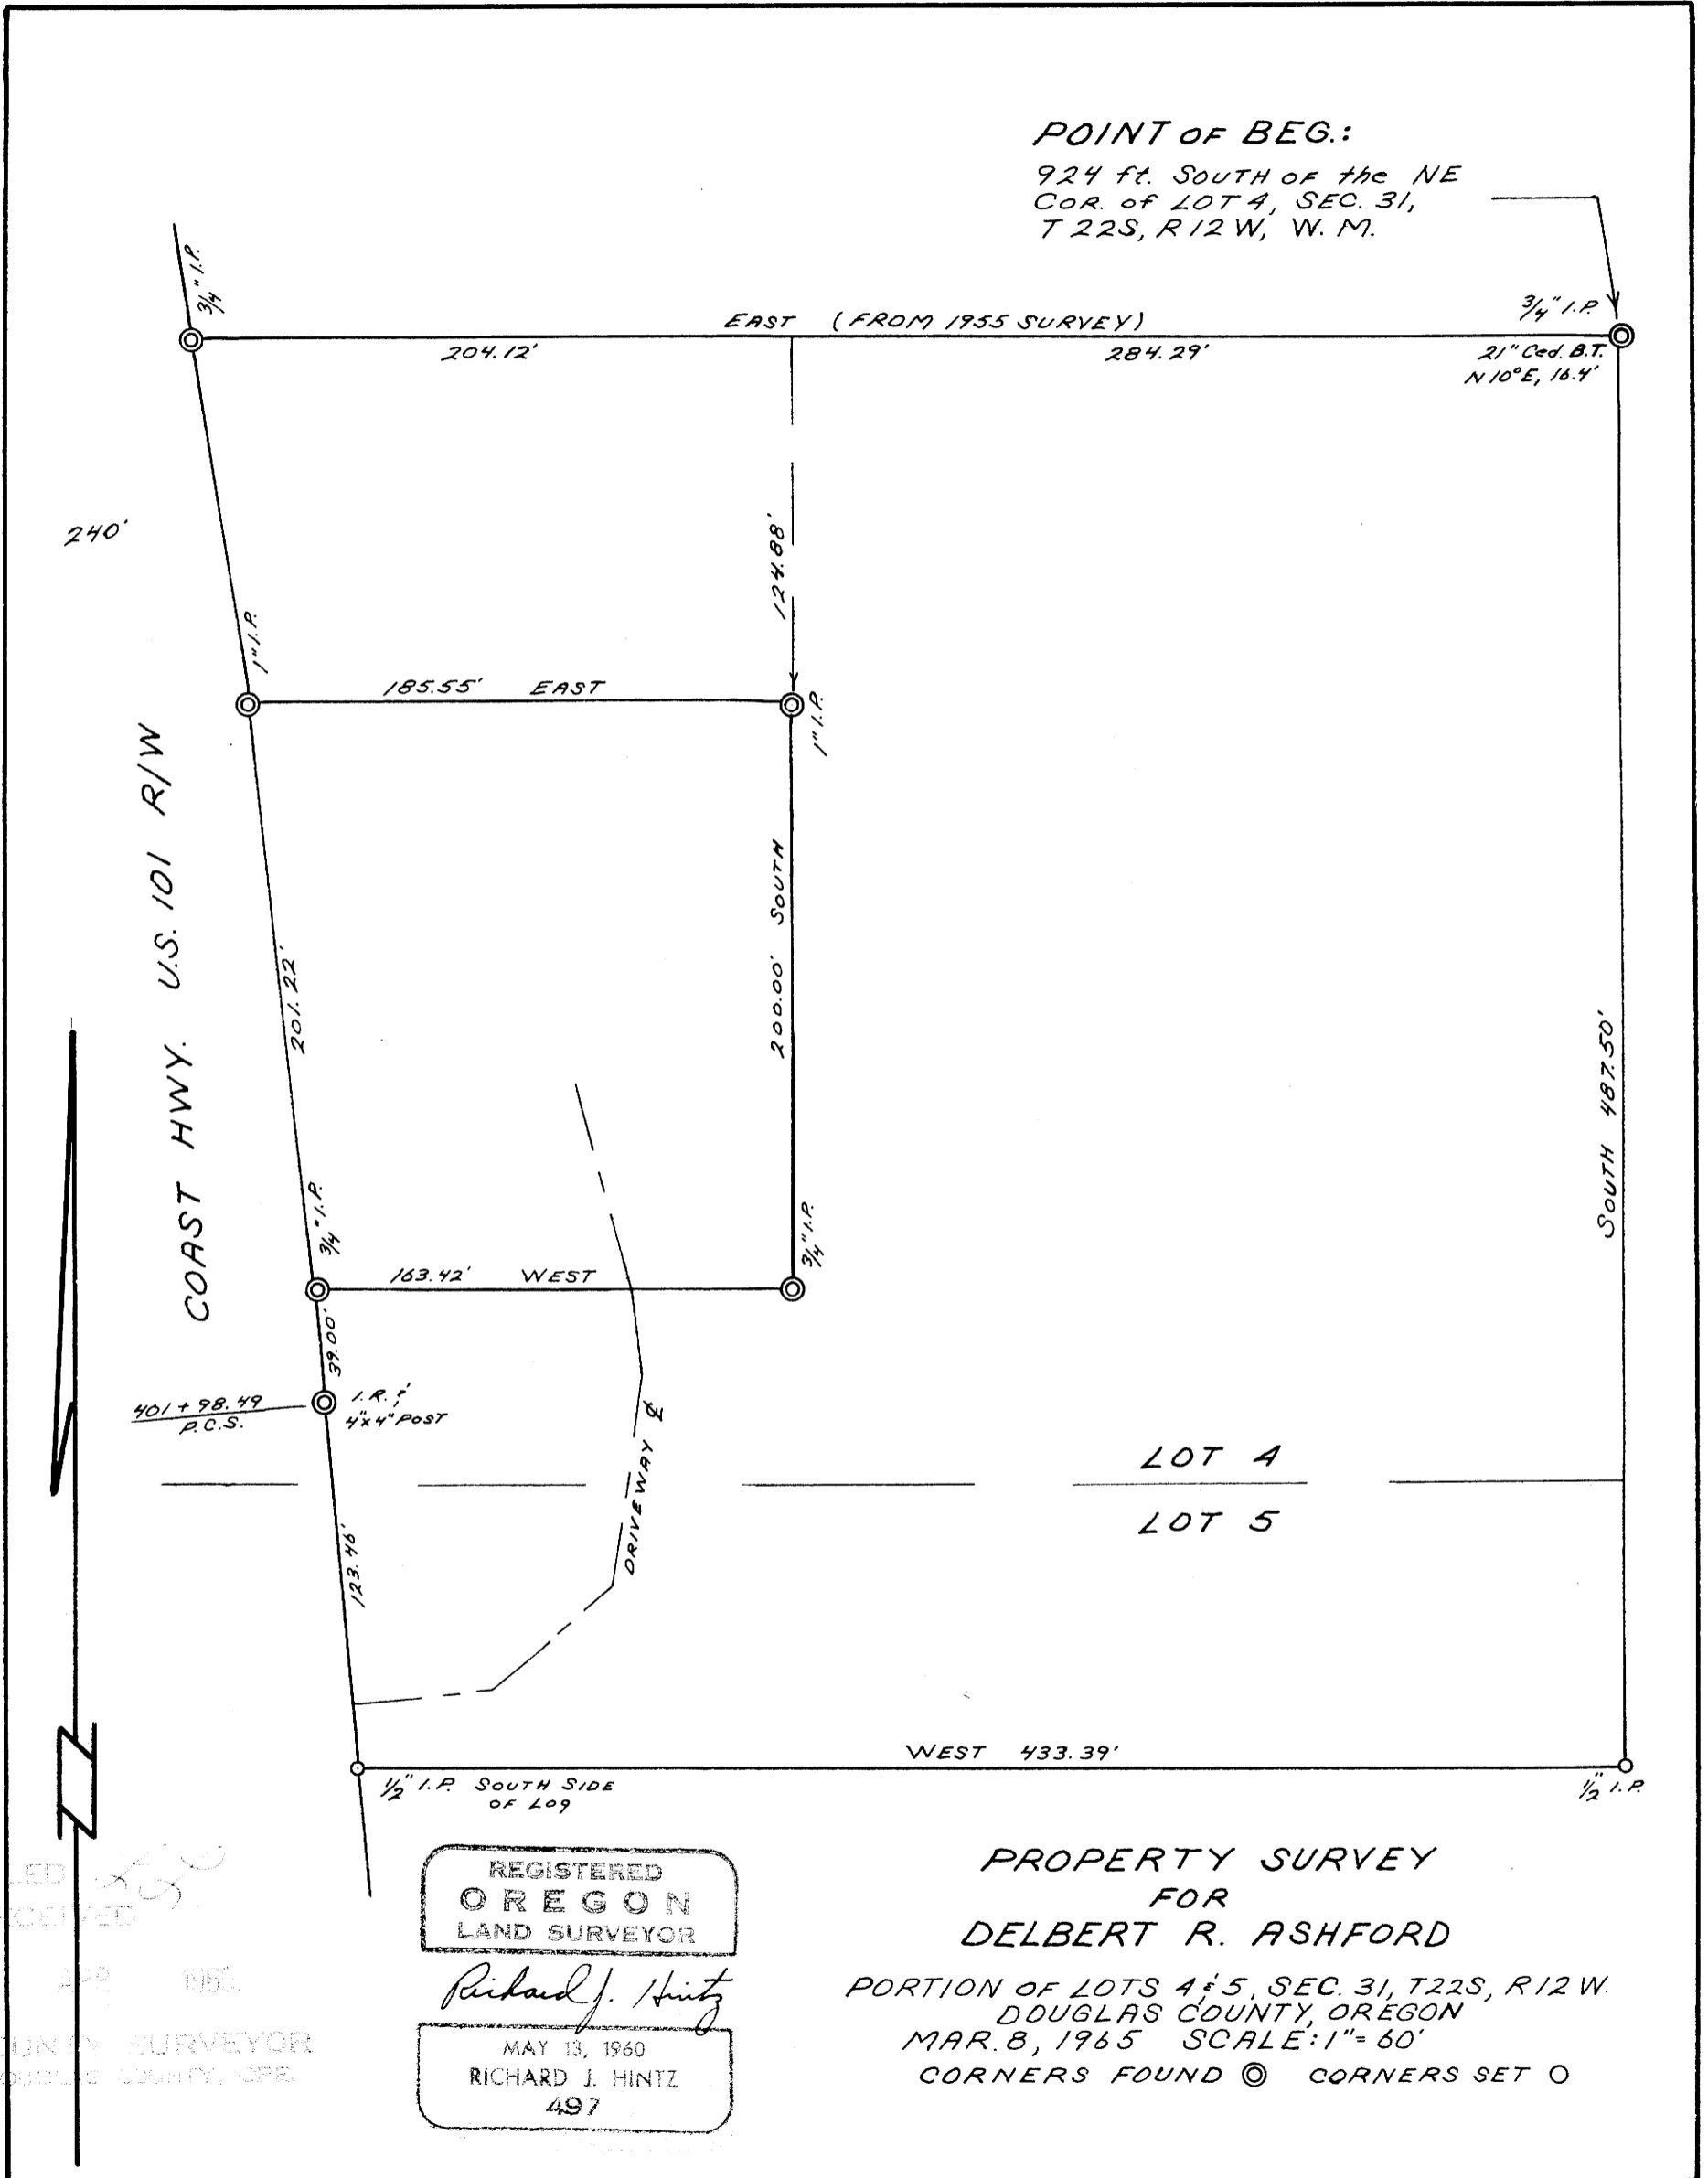 POINT OF BEG.:
924 ft. SOUTH OF the NE
COR. of LOT 4, SEC. 31,
T 22S, R 12 W, W. M.
3/4" I.P.
3/4" I.P.
EAST (FROM 1955 SURVEY)
204.12'
284.29'
21" Ced. B.T.
N 10°E, 16.4'
240'
124.88'
1" I.P.
185.55' EAST
1" I.P.
COAST HWY. U.S. 101 R/W
201.22'
200.00' SOUTH
SOUTH 487.50'
3/4" I.P.
3/4" I.P.
163.42' WEST
39.00'
401 + 98.49
P.C.S.
I.R. &
4"x4" POST
DRIVEWAY ℄
LOT 4
LOT 5
123.46'
WEST 433.39'
1/2" I.P. SOUTH SIDE
OF LOg
1/2" I.P.
N
REGISTERED
OREGON
LAND SURVEYOR
Richard J. Hintz
MAY 13, 1960
RICHARD J. HINTZ
497
PROPERTY SURVEY
FOR
DELBERT R. ASHFORD
PORTION OF LOTS 4 & 5, SEC. 31, T22S, R12W.
DOUGLAS COUNTY, OREGON
MAR. 8, 1965 SCALE: 1"= 60'
CORNERS FOUND ◎ CORNERS SET ○
SURVEYOR
COUNTY, ORE.